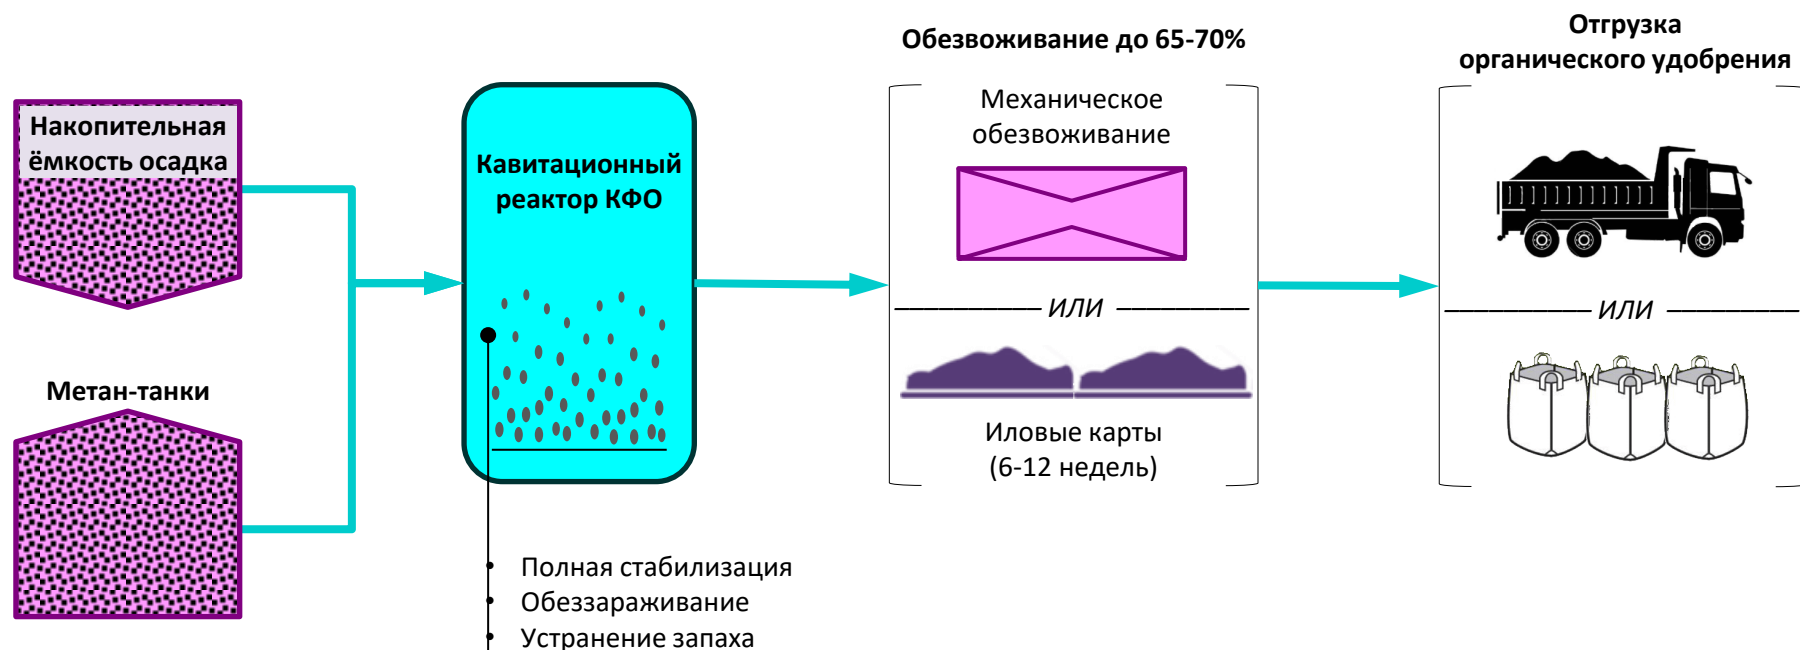 Накопительная
ёмкость осадка
Метан-танки
Кавитационный
реактор КФО
• Полная стабилизация
• Обеззараживание
• Устранение запаха
Обезвоживание до 65-70%
Механическое
обезвоживание
ИЛИ
Иловые карты
(6-12 недель)
Отгрузка
органического удобрения
ИЛИ